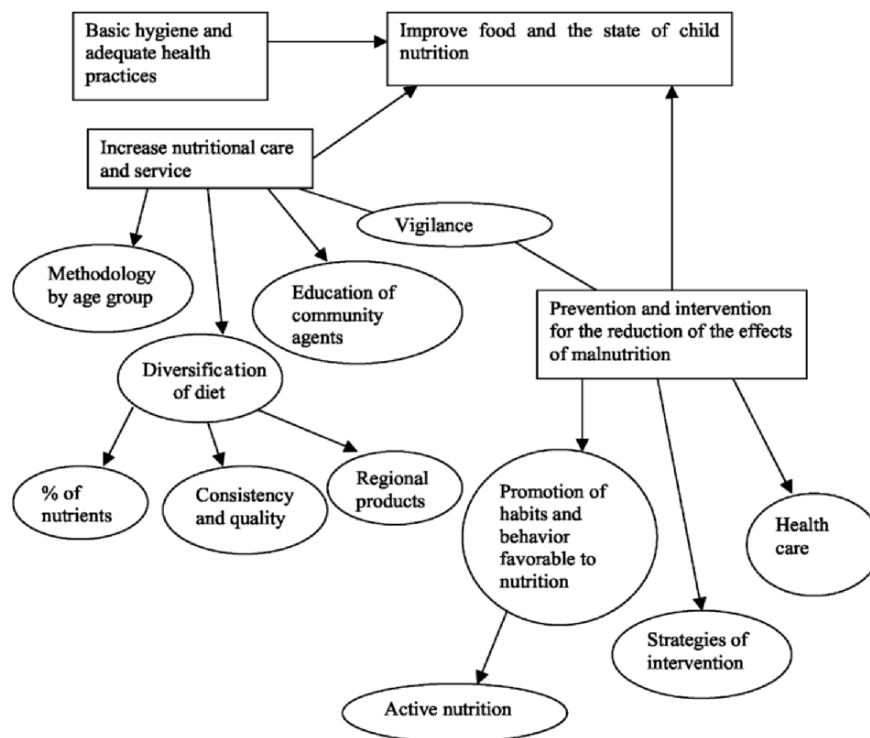 Basic hygiene and
adequate health
practices
Improve food and the state of child
nutrition
Increase nutritional care
and service
Vigilance
Methodology
by age group
Education of
community
agents
Prevention and intervention
for the reduction of the effects
of malnutrition
Diversification
of diet
% of
nutrients
Consistency
and quality
Regional
products
Promotion of
habits and
behavior
favorable to
nutrition
Health
care
Strategies of
intervention
Active nutrition